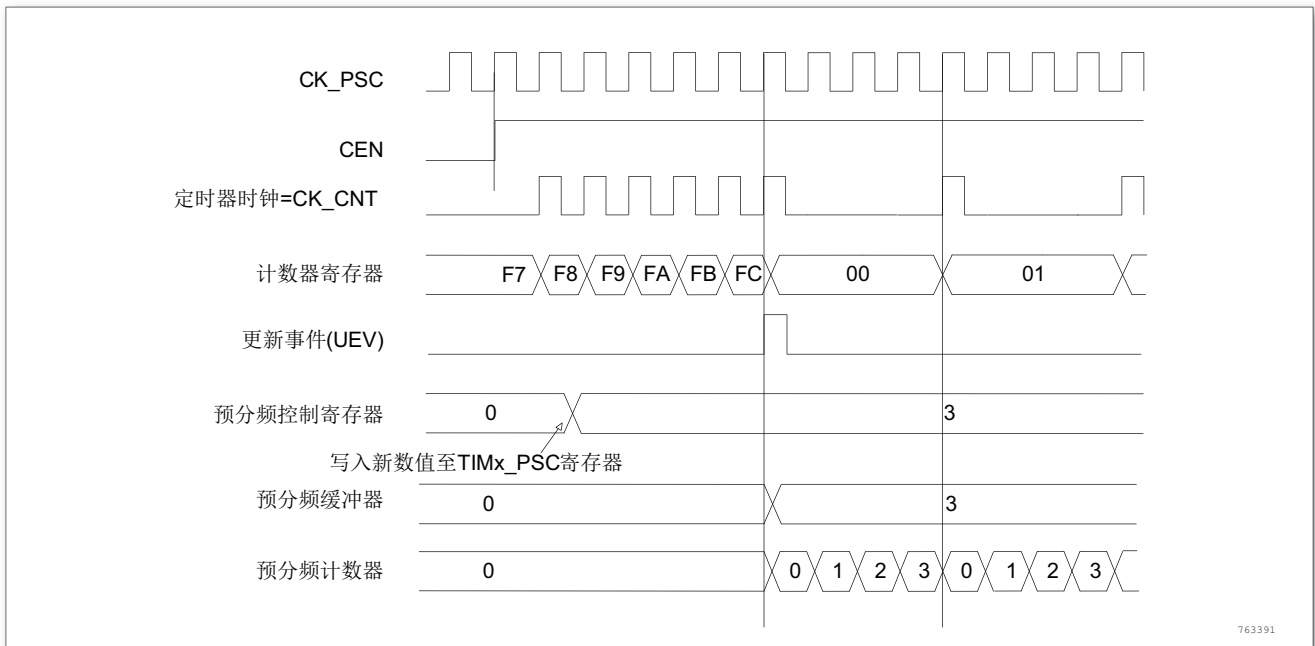 CK_PSC
CEN
定时器时钟=CK_CNT
计数器寄存器 F7 F8 F9 FA FB FC 00 01
更新事件(UEV)
预分频控制寄存器 0 3
写入新数值至TIMx_PSC寄存器
预分频缓冲器 0 3
预分频计数器 0 0 1 2 3 0 1 2 3
763391